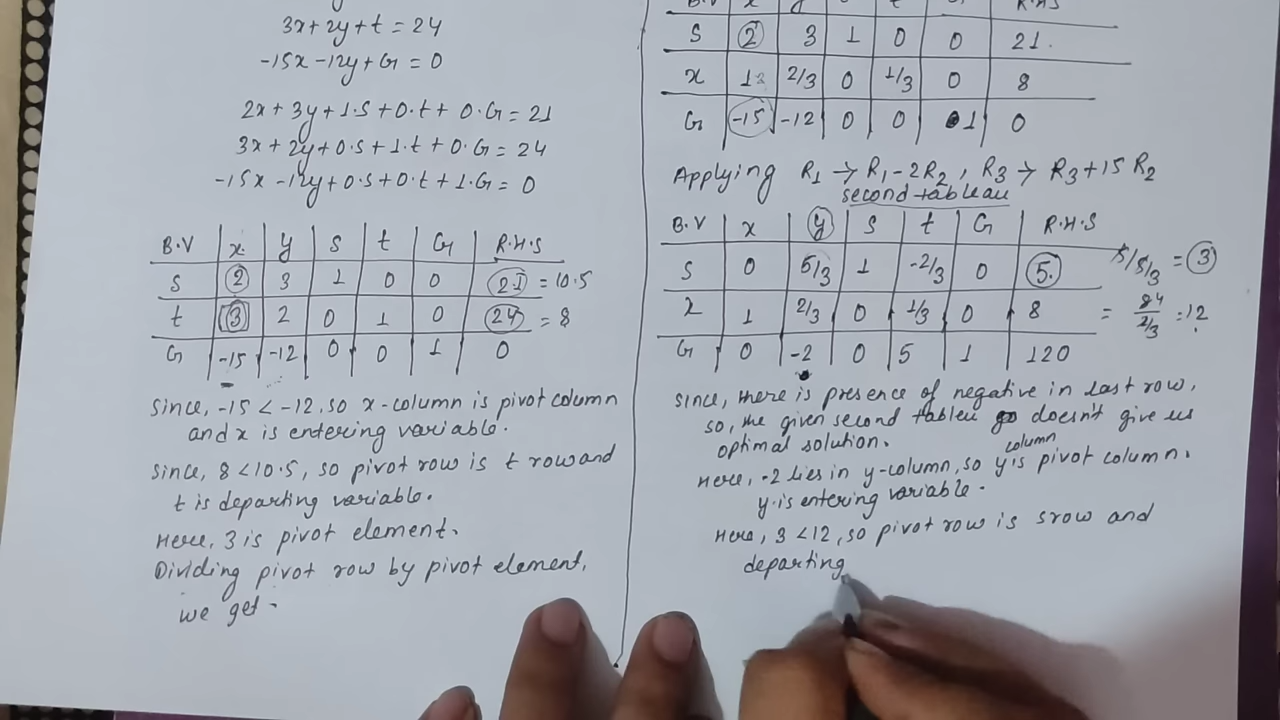 3x+2y+t=24
-15x-12y+G=0
2x+3y+1.s+0.t+0.G=21
3x+2y+0.s+1.t+0.G=24
-15x-12y+0.s+0.t+1.G=0
B.V x y s t G R.H.S
s 2 3 1 0 0 21 =10.5
t 3 2 0 1 0 24 =8
G -15 -12 0 0 1 0
Since, -15<-12, so x-column is pivot column
and x is entering variable.
Since, 8<10.5, so pivot row is t row and
t is departing variable.
Here, 3 is pivot element.
Dividing pivot row by pivot element,
we get.
B.V x y R.H.S
s 2 3 1 0 0 21.
x 1 2/3 0 1/3 0 8
G -15 -12 0 0 1 0
Applying R1→R1-2R2, R3→R3+15R2
second tableau
B.V x y s t G R.H.S
s 0 5/3 1 -2/3 0 5. 5/5/3 =3
x 1 2/3 0 1/3 0 8 = 84/2/3 =12
G 0 -2 0 5 1 120
Since, there is presence of negative in last row,
so, the given second tableu doesn't give us
optimal solution.
Here, -2 lies in y-column, so y column is pivot column.
y is entering variable.
Here, 3<12, so pivot row is s row and
departing